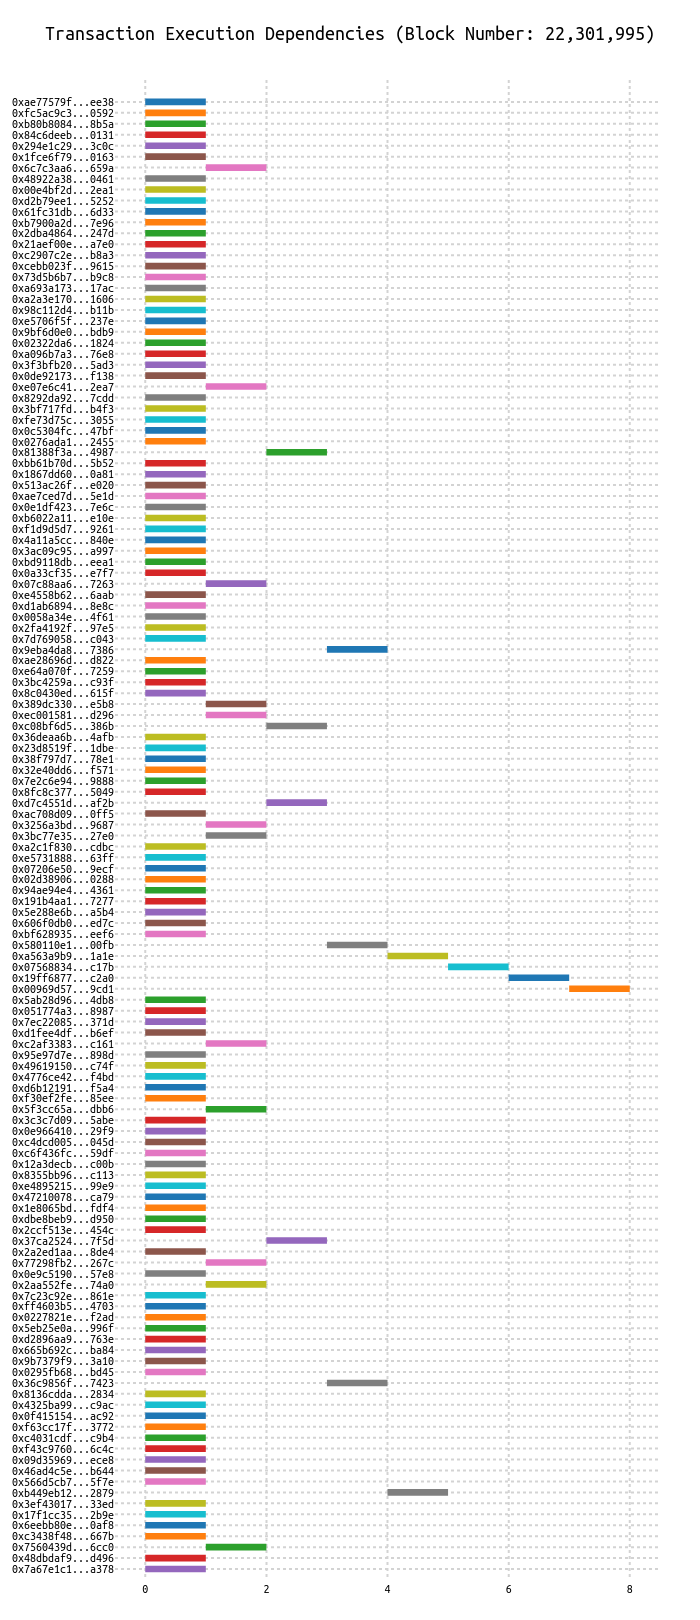 Transaction Execution Dependencies (Block Number: 22,301,995)
0xae77579f...ee38
0xfc5ac9c3...0592
0xb80b8084...8b5a
0x84c6deeb...0131
0x294e1c29...3c0c
0x1fce6f79...0163
0x6c7c3aa6...659a
0x48922a38...0461
0x00e4bf2d...2ea1
0xd2b79ee1...5252
0x61fc31db...6d33
0xb7900a2d...7e96
0x2dba4864...247d
0x21aef00e...a7e0
0xc2907c2e...b8a3
0xcebb023f...9615
0x73d5b6b7...b9c8
0xa693a173...17ac
0xa2a3e170...1606
0x98c112d4...b11b
0xe5706f5f...237e
0x9bf6d0e0...bdb9
0x02322da6...1824
0xa096b7a3...76e8
0x3f3bfb20...5ad3
0x0de92173...f138
0xe07e6c41...2ea7
0x8292da92...7cdd
0x3bf717fd...b4f3
0xfe73d75c...3055
0x0c5304fc...47bf
0x0276ada1...2455
0x81388f3a...4987
0xbb61b70d...5b52
0x1867dd60...0a81
0x513ac26f...e020
0xae7ced7d...5e1d
0x0e1df423...7e6c
0xb6022a11...e10e
0xf1d9d5d7...9261
0x4a11a5cc...840e
0x3ac09c95...a997
0xbd9118db...eea1
0x0a33cf35...e7f7
0x07c88aa6...7263
0xe4558b62...6aab
0xd1ab6894...8e8c
0x0058a34e...4f61
0x2fa4192f...97e5
0x7d769058...c043
0x9eba4da8...7386
0xae28696d...d822
0xe64a070f...7259
0x3bc4259a...c93f
0x8c0430ed...615f
0x389dc330...e5b8
0xec001581...d296
0xc08bf6d5...386b
0x36deaa6b...4afb
0x23d8519f...1dbe
0x38f797d7...78e1
0x32e40dd6...f571
0x7e2c6e94...9888
0x8fc8c377...5049
0xd7c4551d...af2b
0xac708d09...0ff5
0x3256a3bd...9687
0x3bc77e35...27e0
0xa2c1f830...cdbc
0xe5731888...63ff
0x07206e50...9ecf
0x02d38906...0288
0x94ae94e4...4361
0x191b4aa1...7277
0x5e288e6b...a5b4
0x606f0db0...ed7c
0xbf628935...eef6
0x580110e1...00fb
0xa563a9b9...1a1e
0x07568834...c17b
0x19ff6877...c2a0
0x00969d57...9cd1
0x5ab28d96...4db8
0x051774a3...8987
0x7ec22085...371d
0xd1fee4df...b6ef
0xc2af3383...c161
0x95e97d7e...898d
0x49619150...c74f
0x4776ce42...f4bd
0xd6b12191...f5a4
0xf30ef2fe...85ee
0x5f3cc65a...dbb6
0x3c3c7d09...5abe
0x0e966410...29f9
0xc4dcd005...045d
0xc6f436fc...59df
0x12a3decb...c00b
0x8355bb96...c113
0xe4895215...99e9
0x47210078...ca79
0x1e8065bd...fdf4
0xdbe8beb9...d950
0x2ccf513e...454c
0x37ca2524...7f5d
0x2a2ed1aa...8de4
0x77298fb2...267c
0x0e9c5190...57e8
0x2aa552fe...74a0
0x7c23c92e...861e
0xff4603b5...4703
0x0227821e...f2ad
0x5eb25e0a...996f
0xd2896aa9...763e
0x665b692c...ba84
0x9b7379f9...3a10
0x0295fb68...bd45
0x36c9856f...7423
0x8136cdda...2834
0x4325ba99...c9ac
0x0f415154...ac92
0xf63cc17f...3772
0xc4031cdf...c9b4
0xf43c9760...6c4c
0x09d35969...ece8
0x46ad4c5e...b644
0x566d5cb7...5f7e
0xb449eb12...2879
0x3ef43017...33ed
0x17f1cc35...2b9e
0x6eebb80e...0af8
0xc3438f48...667b
0x7560439d...6cc0
0x48dbdaf9...d496
0x7a67e1c1...a378
0 2 4 6 8